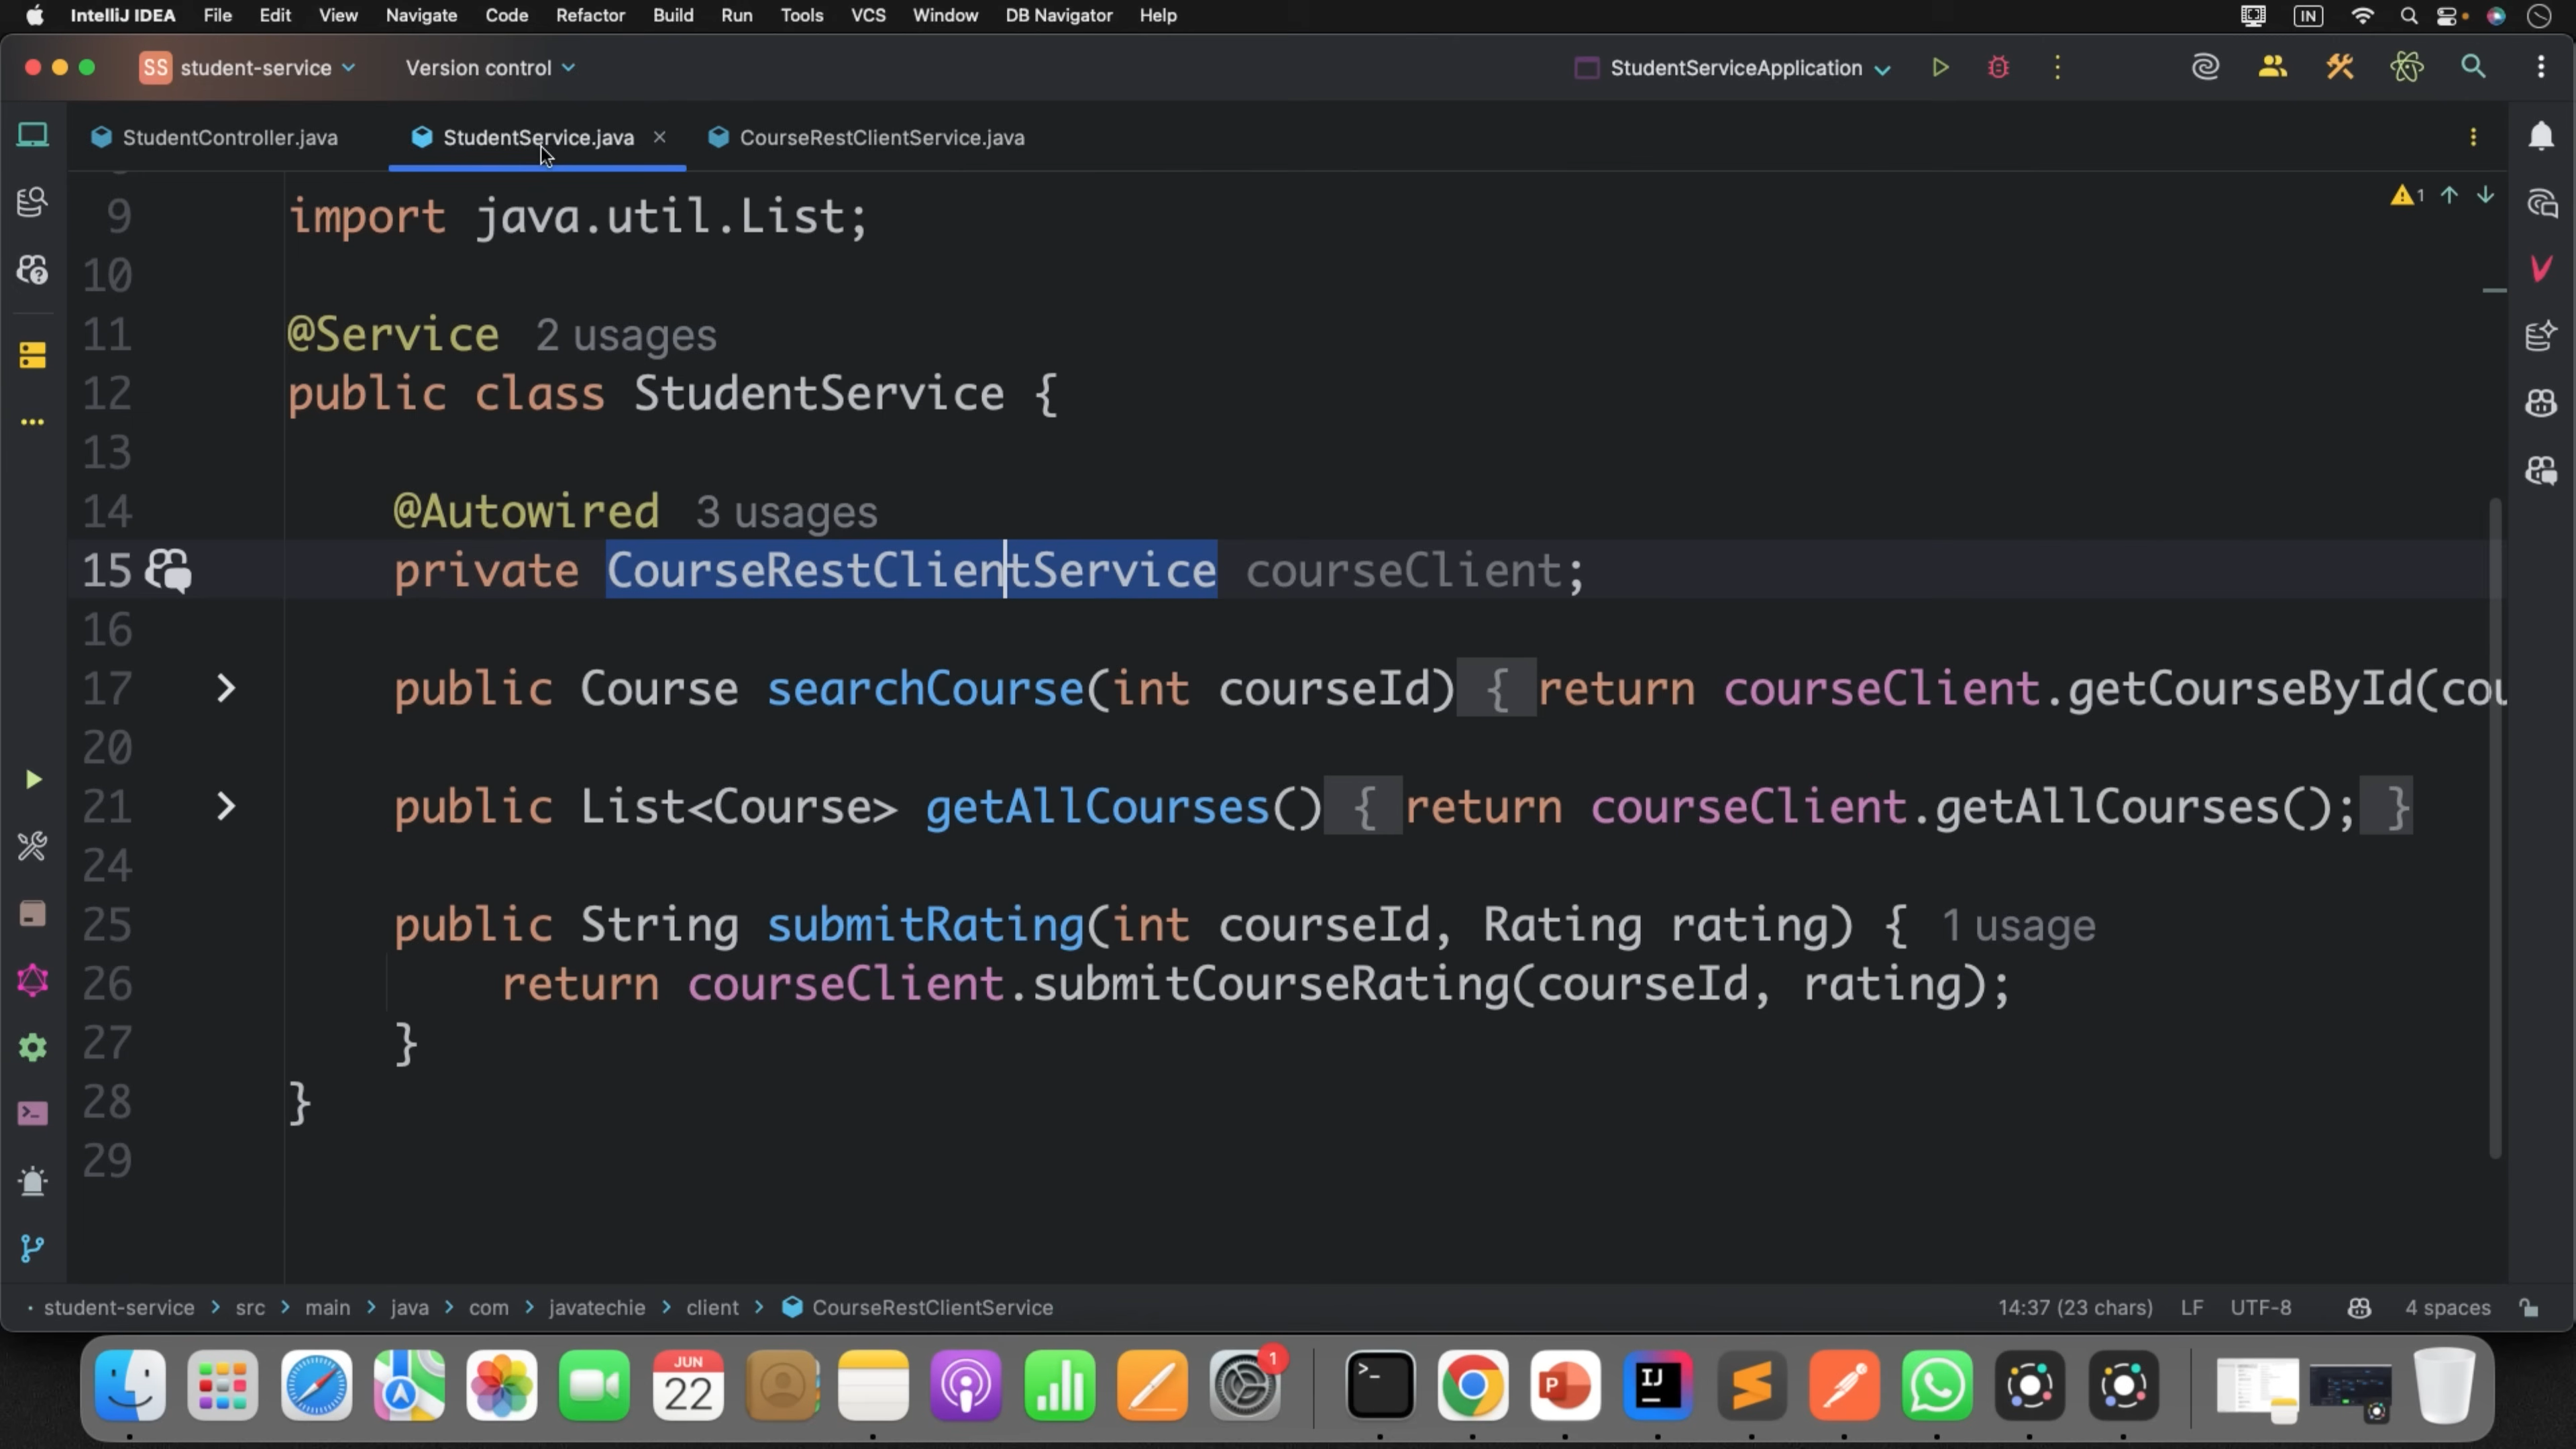 IntelliJ IDEA File Edit View Navigate Code Refactor Build Run Tools VCS Window DB Navigator Help IN
SS student-service Version control StudentServiceApplication
StudentController.java StudentService.java CourseRestClientService.java
9 import java.util.List; 1
10
11 @Service 2 usages
12 public class StudentService {
13
14 @Autowired 3 usages
15 private CourseRestClientService courseClient;
16
17 public Course searchCourse(int courseId) { return courseClient.getCourseById(cou
20
21 public List<Course> getAllCourses() { return courseClient.getAllCourses(); }
24
25 public String submitRating(int courseId, Rating rating) { 1 usage
26 return courseClient.submitCourseRating(courseId, rating);
27 }
28 }
29
student-service > src > main > java > com > javatechie > client > CourseRestClientService 14:37 (23 chars) LF UTF-8 4 spaces
JUN
22
1
P
IJ